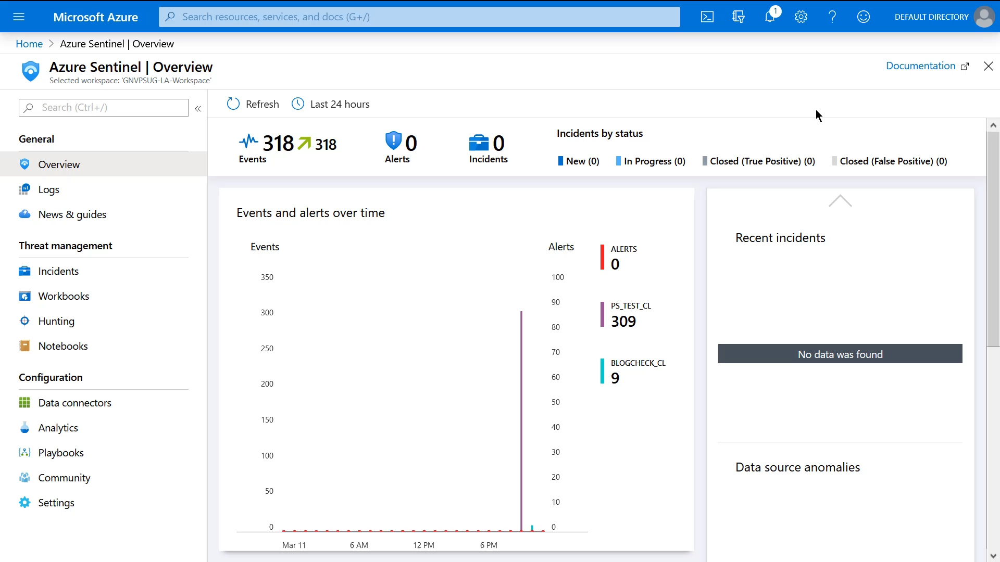 Microsoft Azure
Search resources, services, and docs (G+/)
1
DEFAULT DIRECTORY
Home > Azure Sentinel | Overview
Azure Sentinel | Overview
Selected workspace: 'GNVPSUG-LA-Workspace'
Documentation
Search (Ctrl+/)
«
Refresh
Last 24 hours
General
Overview
Logs
News & guides
Threat management
Incidents
Workbooks
Hunting
Notebooks
Configuration
Data connectors
Analytics
Playbooks
Community
Settings
318 318
Events
0
Alerts
0
Incidents
Incidents by status
New (0)
In Progress (0)
Closed (True Positive) (0)
Closed (False Positive) (0)
Events and alerts over time
Events
350
300
250
200
150
100
50
0
Mar 11
6 AM
12 PM
6 PM
Alerts
100
90
80
70
60
50
40
30
20
10
0
ALERTS
0
PS_TEST_CL
309
BLOGCHECK_CL
9
Recent incidents
No data was found
Data source anomalies